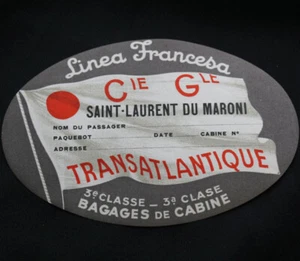 Linea Francesa
CIE GLE
SAINT-LAURENT DU MARONI
NOM DU PASSAGER
PAQUEBOT DATE CABINE Nº
ADRESSE
TRANSATLANTIQUE
3e CLASSE – 3ª CLASE
BAGAGES DE CABINE